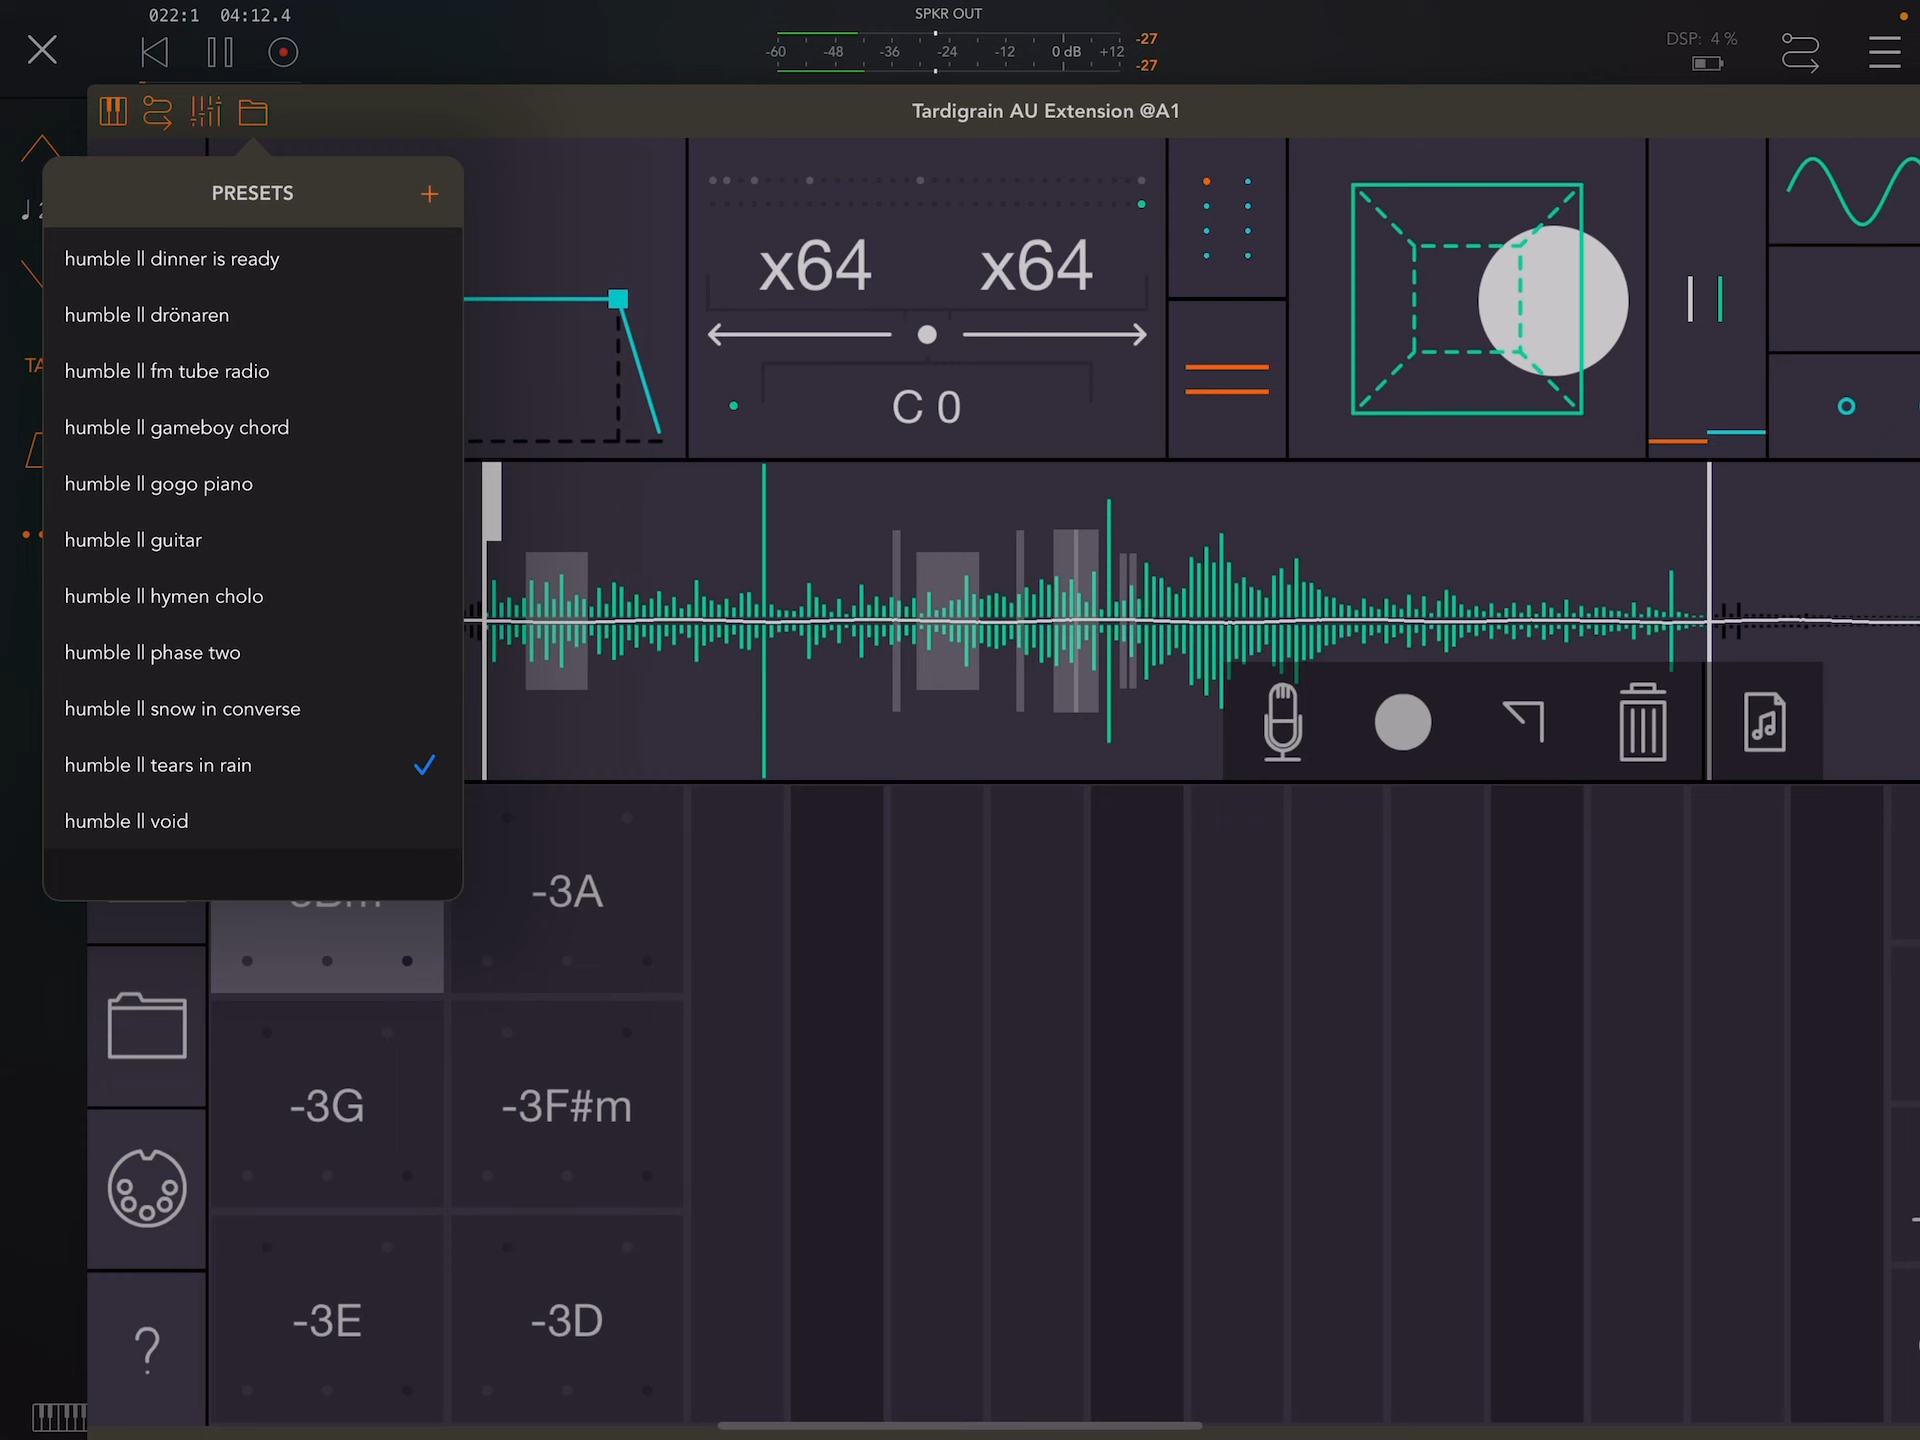 022:1 04:12.4
SPKR OUT
-60 -48 -36 -24 -12 0 dB +12
-27
-27
DSP: 4 %
Tardigrain AU Extension @A1
PRESETS +
humble ll dinner is ready
humble ll drönaren
humble ll fm tube radio
humble ll gameboy chord
humble ll gogo piano
humble ll guitar
humble ll hymen cholo
humble ll phase two
humble ll snow in converse
humble ll tears in rain
humble ll void
x64 x64
C 0
-3A
-3G -3F#m
-3E -3D
?